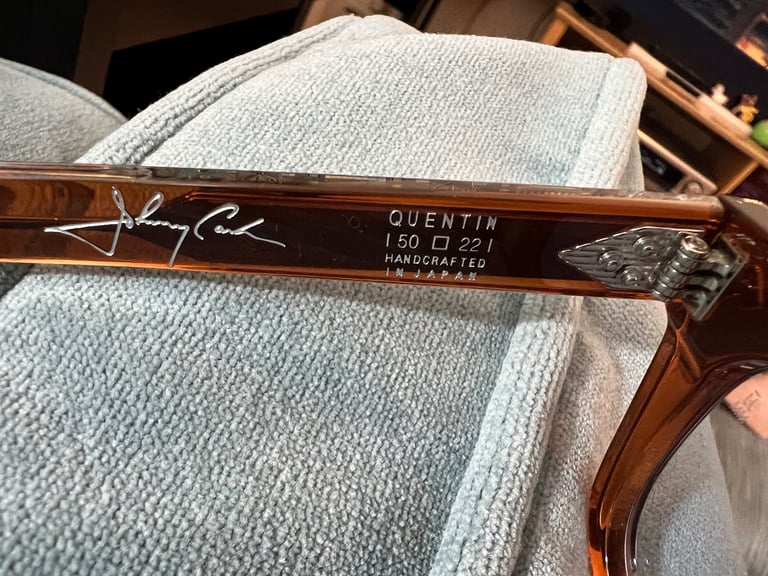 Johnny Cash
QUENTIN
| 50 □ 22 |
HANDCRAFTED
IN JAPAN